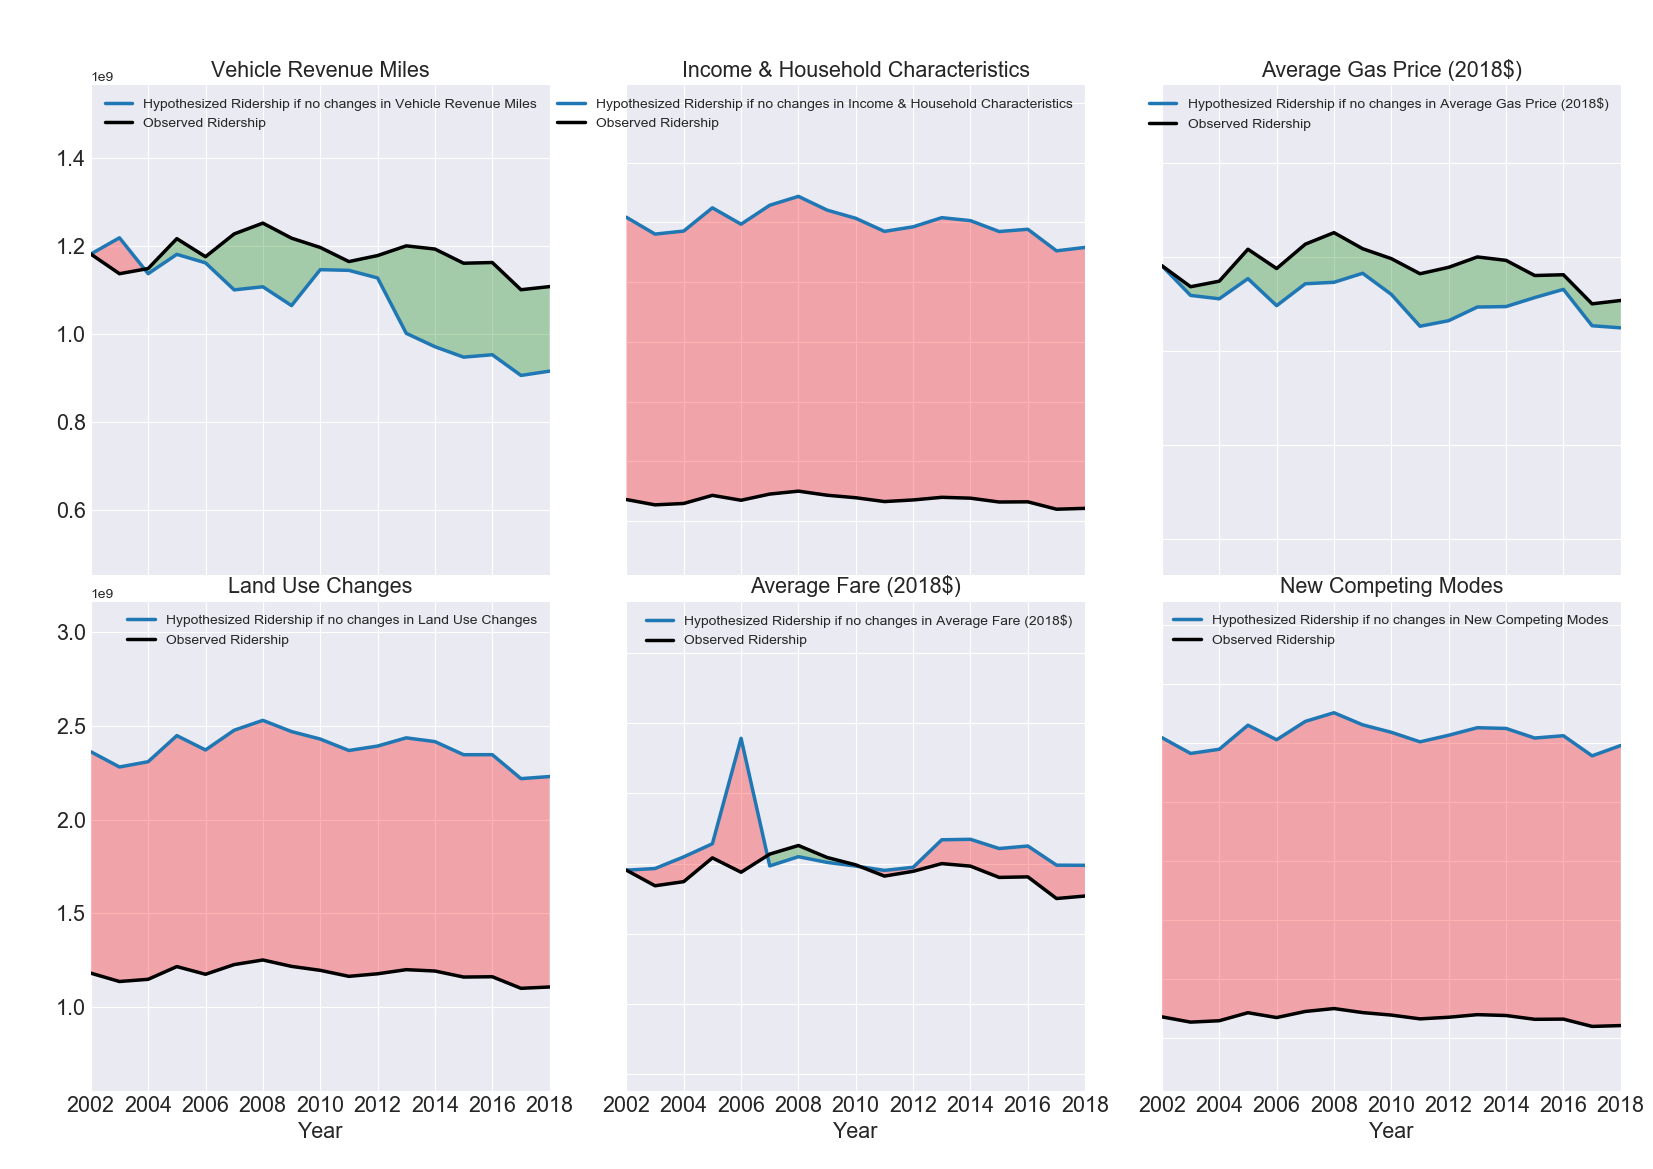 Vehicle Revenue Miles
1e9
Hypothesized Ridership if no changes in Vehicle Revenue Miles
Observed Ridership
1.4
1.2
1.0
0.8
0.6
Income & Household Characteristics
Hypothesized Ridership if no changes in Income & Household Characteristics
Observed Ridership
Average Gas Price (2018$)
Hypothesized Ridership if no changes in Average Gas Price (2018$)
Observed Ridership
Land Use Changes
1e9
Hypothesized Ridership if no changes in Land Use Changes
Observed Ridership
3.0
2.5
2.0
1.5
1.0
2002 2004 2006 2008 2010 2012 2014 2016 2018
Year
Average Fare (2018$)
Hypothesized Ridership if no changes in Average Fare (2018$)
Observed Ridership
2002 2004 2006 2008 2010 2012 2014 2016 2018
Year
New Competing Modes
Hypothesized Ridership if no changes in New Competing Modes
Observed Ridership
2002 2004 2006 2008 2010 2012 2014 2016 2018
Year